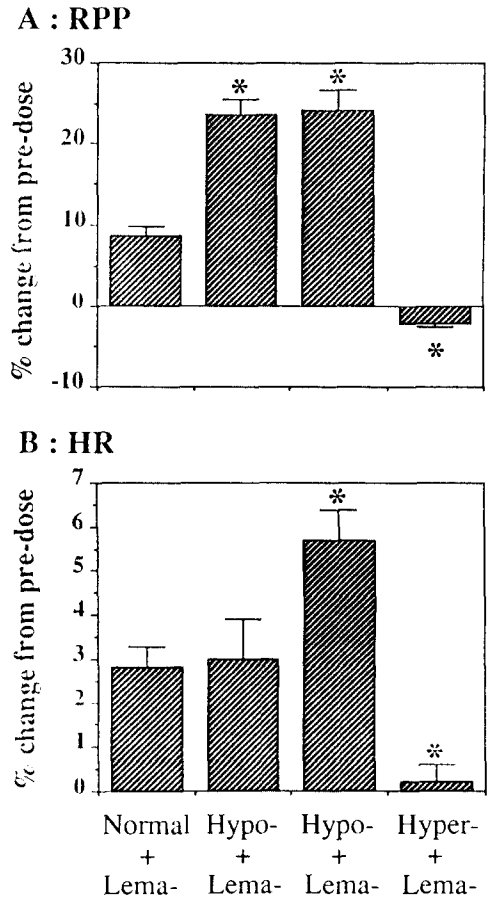 A : RPP
% change from pre-dose
30
20
10
0
-10
*
*
*
B : HR
% change from pre-dose
7
6
5
4
3
2
1
0
*
*
Normal Hypo- Hypo- Hyper-
+ + + +
Lema- Lema- Lema- Lema-